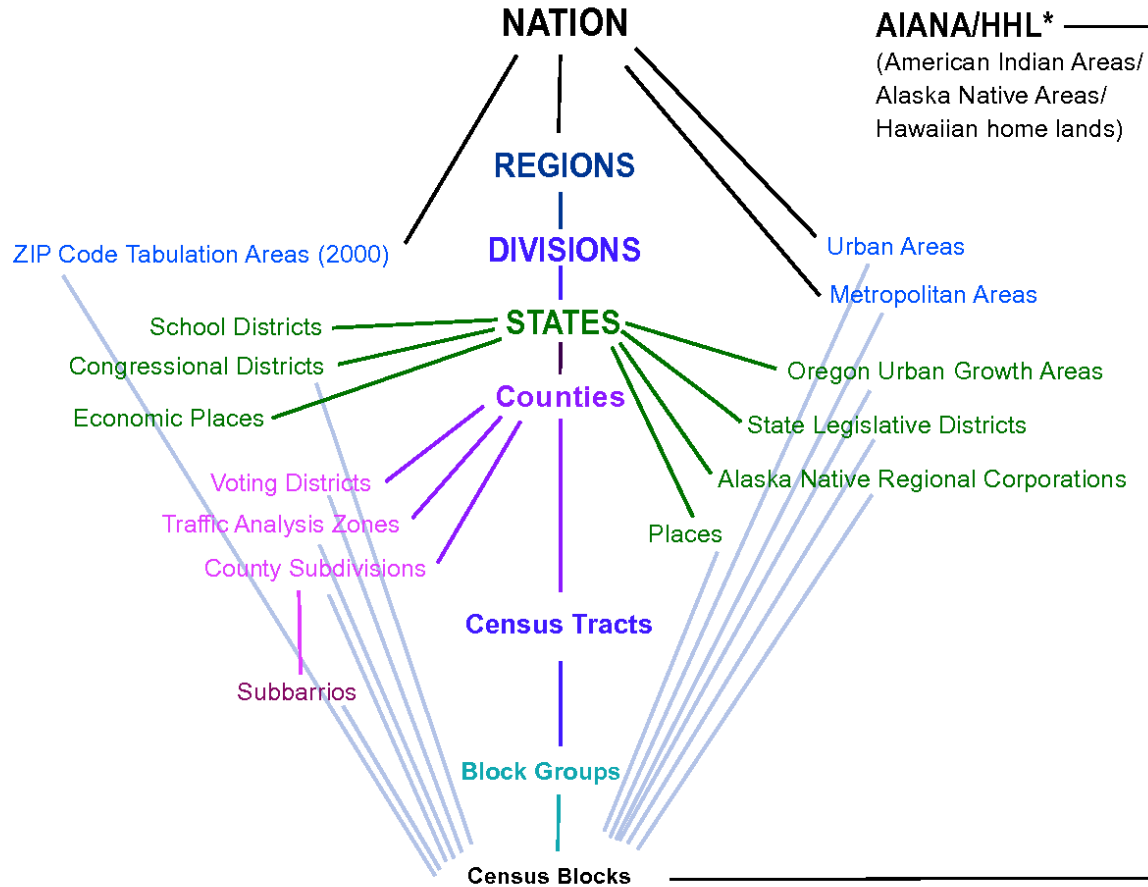 NATION
AIANA/HHL*
(American Indian Areas/
Alaska Native Areas/
Hawaiian home lands)
REGIONS
ZIP Code Tabulation Areas (2000)
DIVISIONS
Urban Areas
Metropolitan Areas
School Districts
STATES
Congressional Districts
Oregon Urban Growth Areas
Counties
Economic Places
State Legislative Districts
Voting Districts
Alaska Native Regional Corporations
Traffic Analysis Zones
Places
County Subdivisions
Census Tracts
Subbarrios
Block Groups
Census Blocks